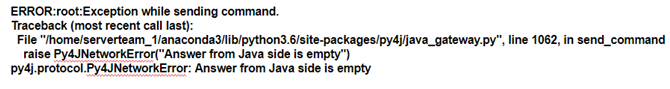 ERROR:root:Exception while sending command.
Traceback (most recent call last):
File "/home/serverteam_1/anaconda3/lib/python3.6/site-packages/py4j/java_gateway.py", line 1062, in send_command
raise Py4JNetworkError("Answer from Java side is empty")
py4j.protocol.Py4JNetworkError: Answer from Java side is empty